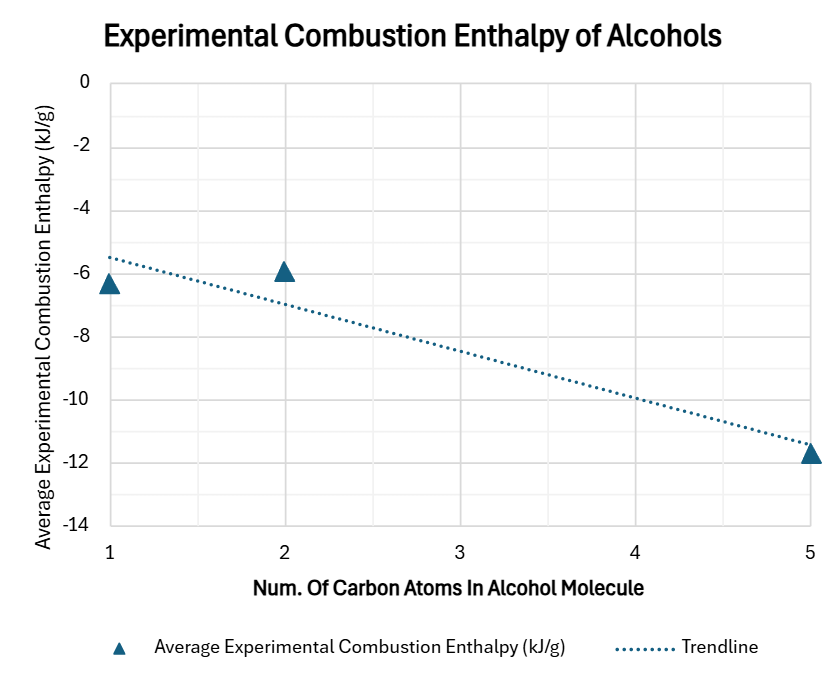 Experimental Combustion Enthalpy of Alcohols
Average Experimental Combustion Enthalpy (kJ/g)
0
-2
-4
-6
-8
-10
-12
-14
1 2 3 4 5
Num. Of Carbon Atoms In Alcohol Molecule
Average Experimental Combustion Enthalpy (kJ/g) Trendline